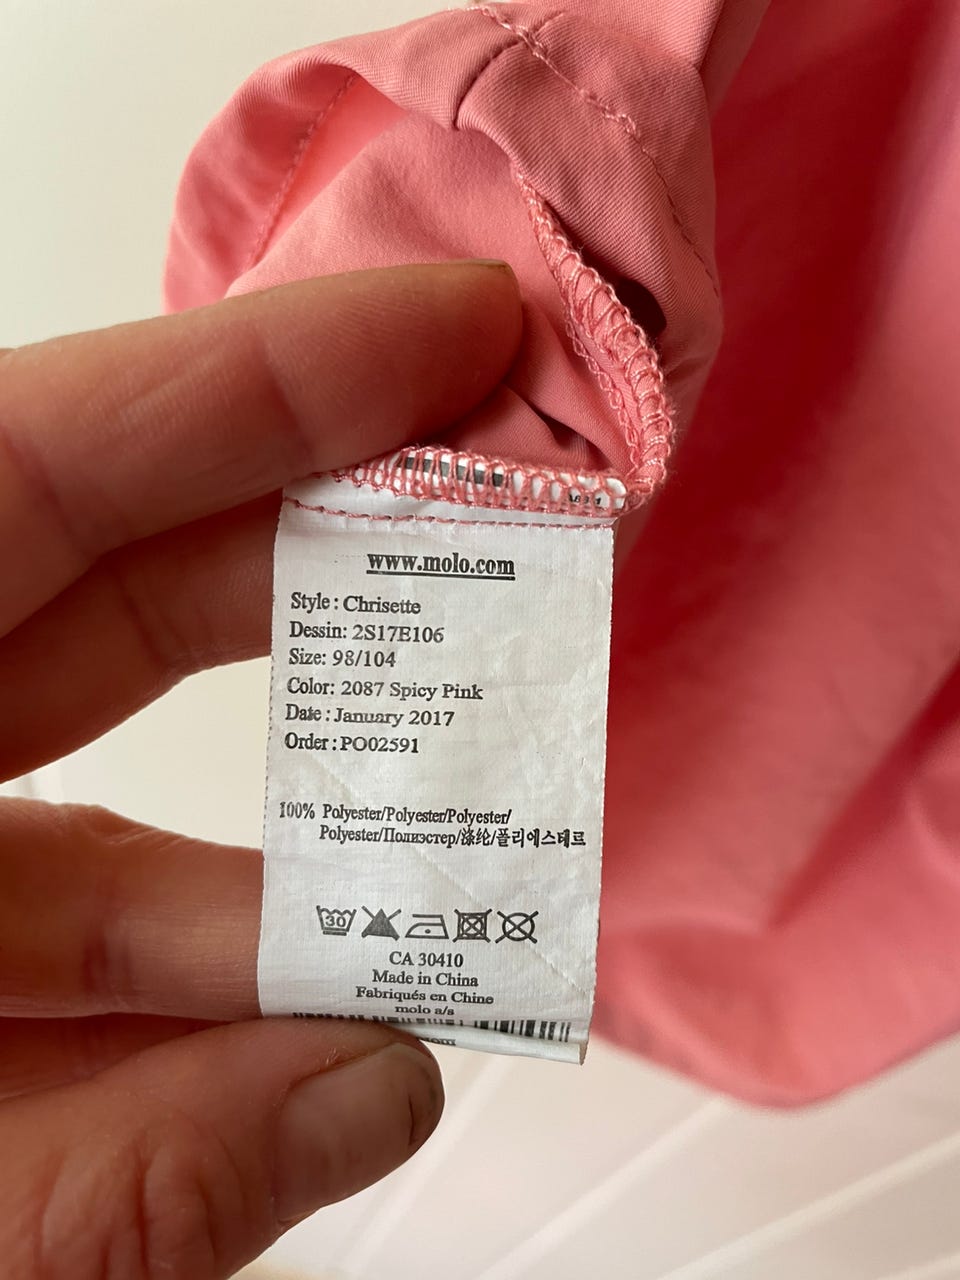 www.molo.com
Style : Chrisette
Dessin: 2S17E106
Size: 98/104
Color: 2087 Spicy Pink
Date : January 2017
Order : PO02591
100% Polyester/Polyester/Polyester/
Polyester/Полиэстер/涤纶/폴리에스테르
30
CA 30410
Made in China
Fabriqués en Chine
molo a/s